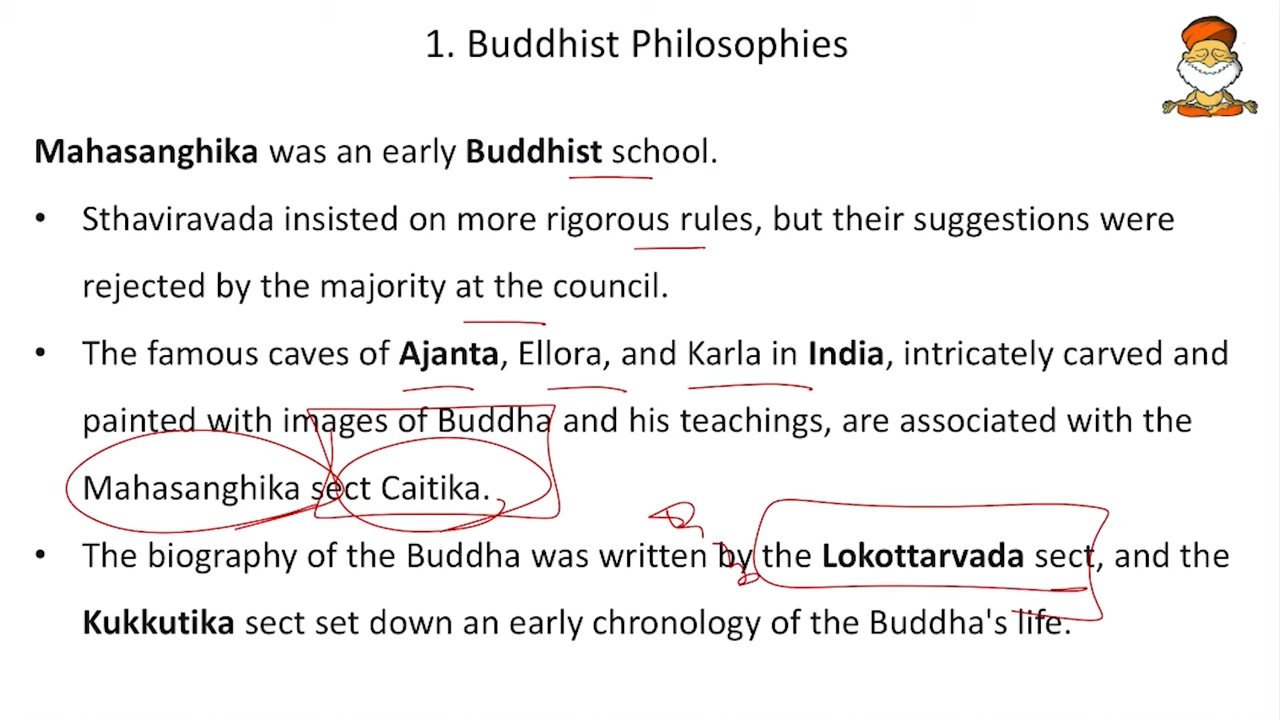 1. Buddhist Philosophies
Mahasanghika was an early Buddhist school.
• Sthaviravada insisted on more rigorous rules, but their suggestions were
rejected by the majority at the council.
• The famous caves of Ajanta, Ellora, and Karla in India, intricately carved and
painted with images of Buddha and his teachings, are associated with the
Mahasanghika sect Caitika.
• The biography of the Buddha was written by the Lokottarvada sect, and the
Kukkutika sect set down an early chronology of the Buddha's life.